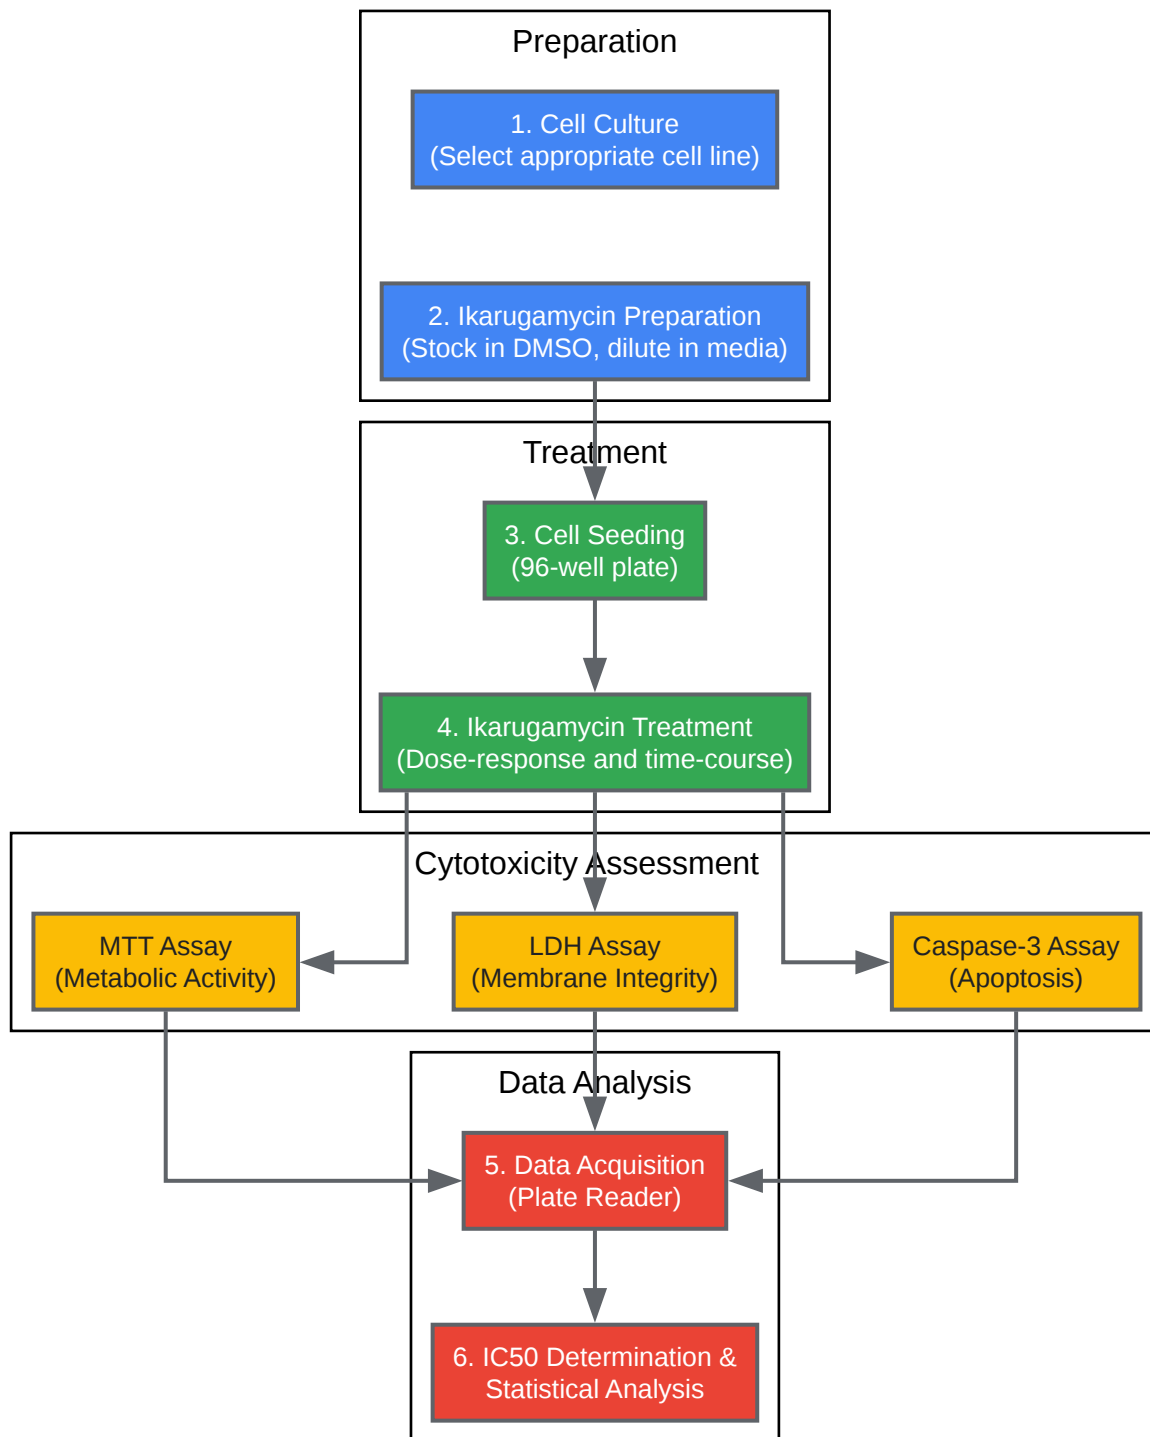 Preparation
1. Cell Culture
(Select appropriate cell line)
2. Ikarugamycin Preparation
(Stock in DMSO, dilute in media)
Treatment
3. Cell Seeding
(96-well plate)
4. Ikarugamycin Treatment
(Dose-response and time-course)
Cytotoxicity Assessment
MTT Assay
(Metabolic Activity)
LDH Assay
(Membrane Integrity)
Caspase-3 Assay
(Apoptosis)
Data Analysis
5. Data Acquisition
(Plate Reader)
6. IC50 Determination &
Statistical Analysis